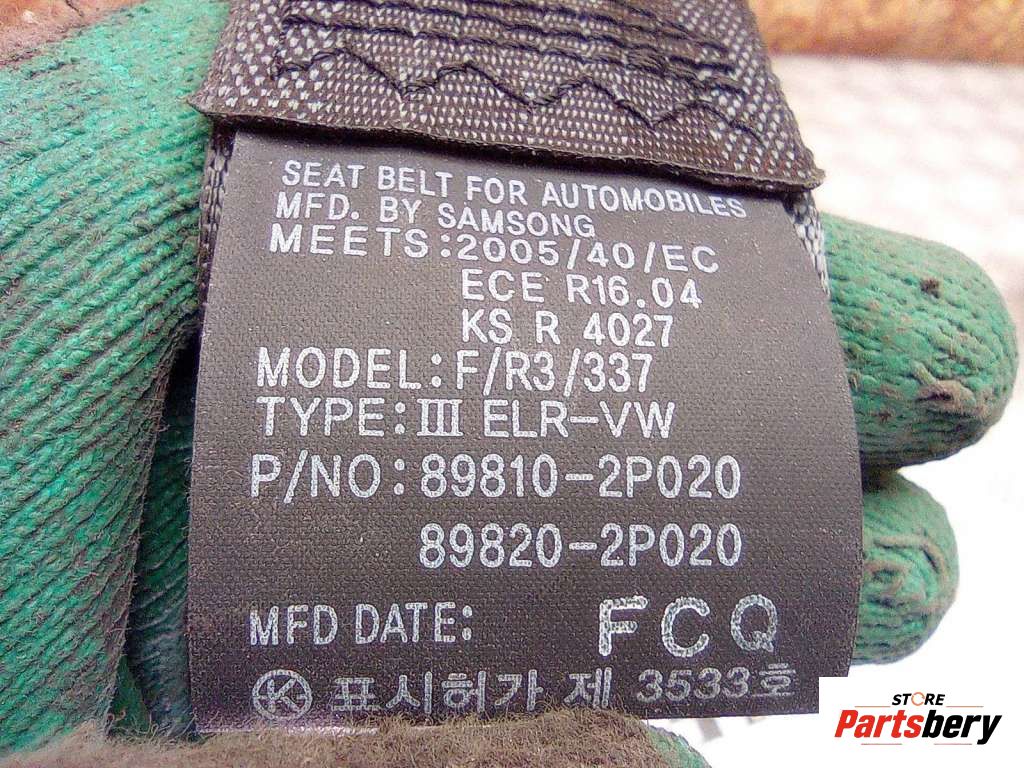 SEAT BELT FOR AUTOMOBILES
MFD. BY SAMSONG
MEETS:2005/40/EC
ECE R16.04
KS R 4027
MODEL:F/R3/337
TYPE:III ELR-VW
P/NO:89810-2P020
89820-2P020
MFD DATE: FCQ
표시허가 제 3533호
STORE
Partsbery